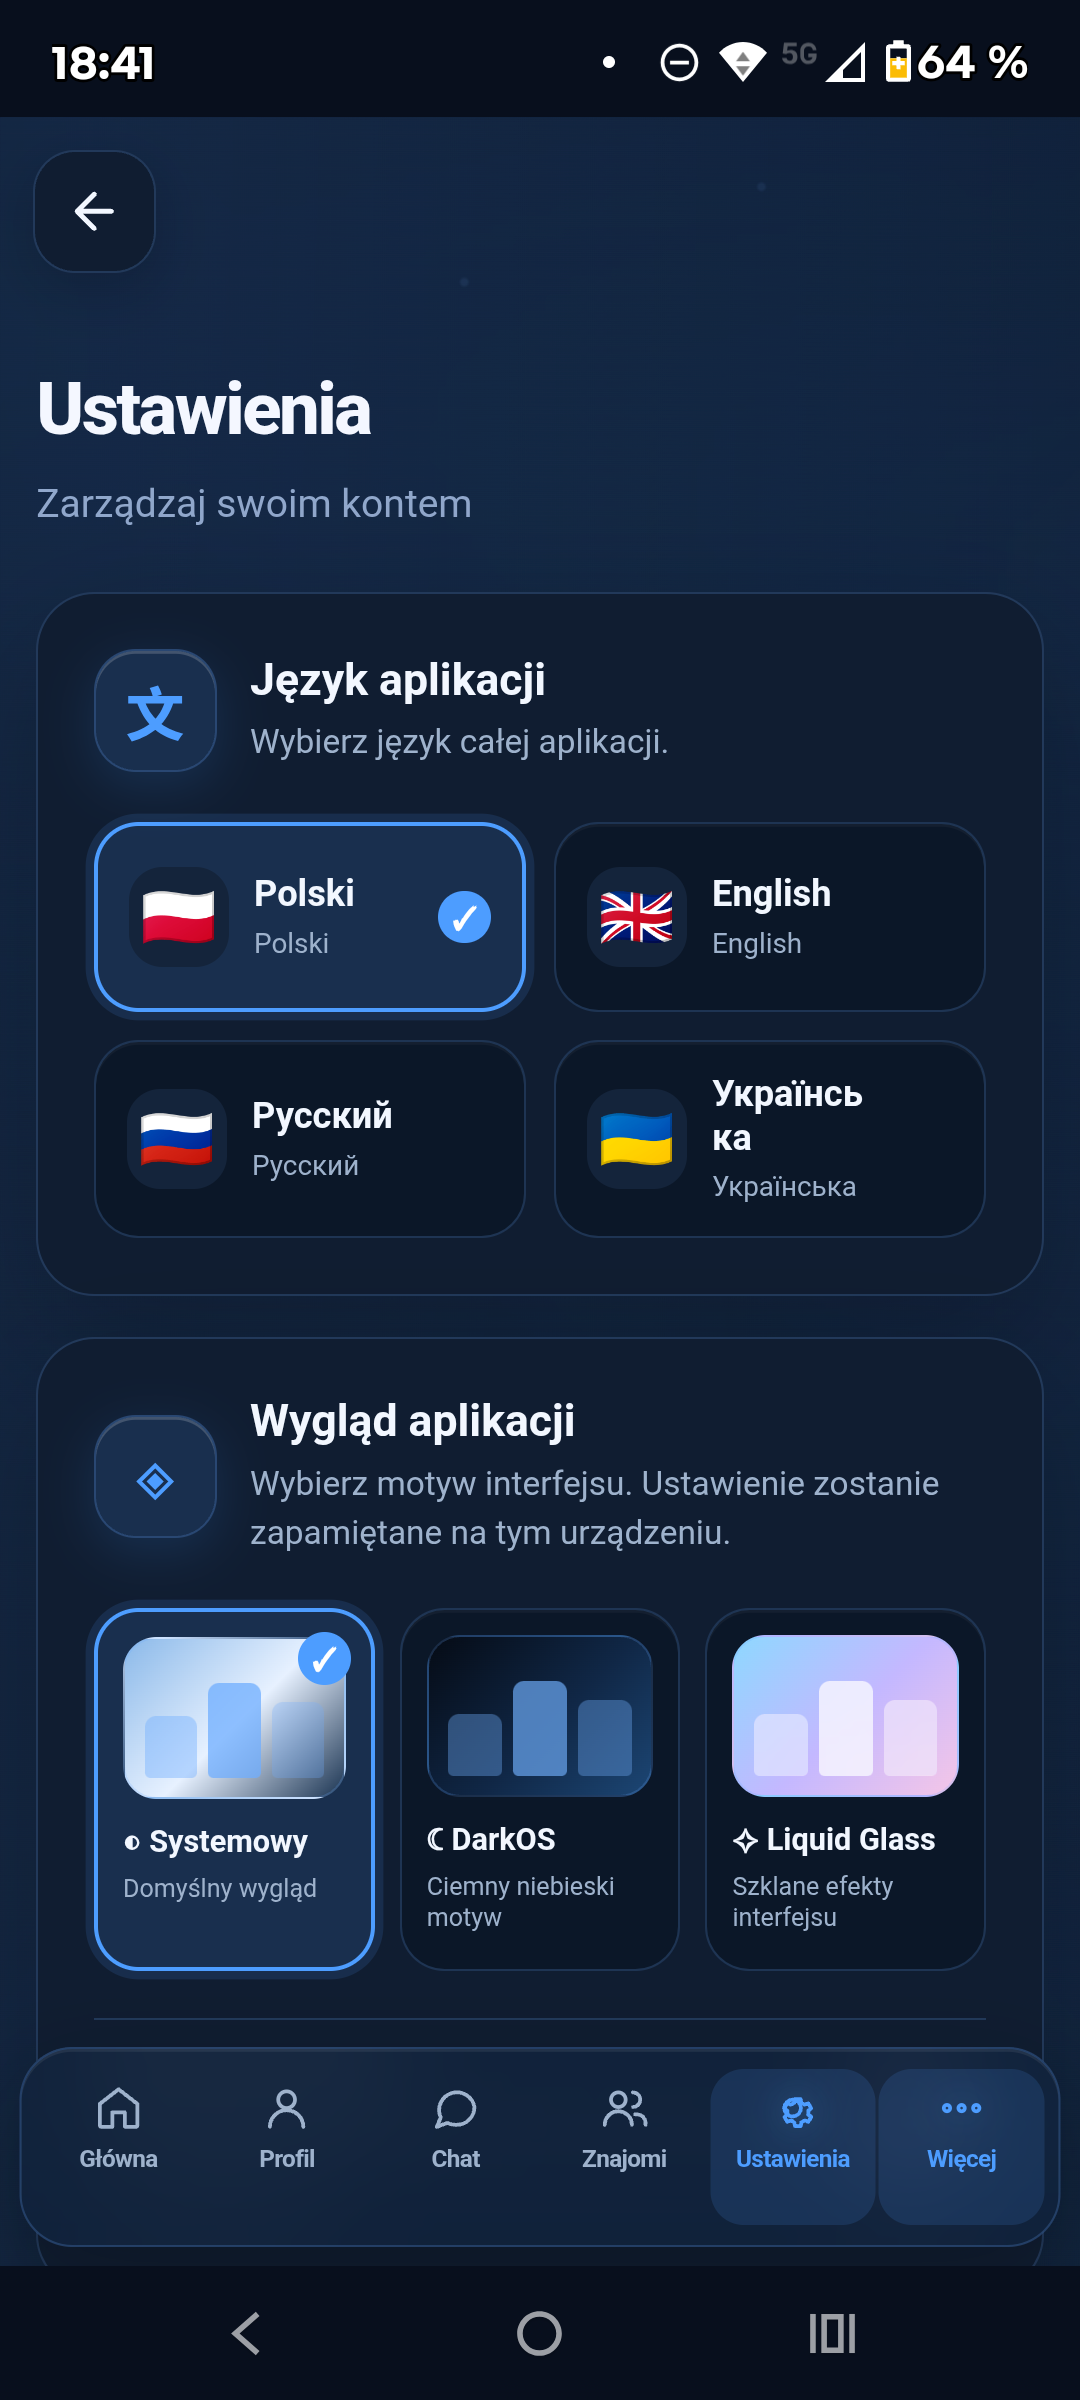 18:41
5G
64 %
Ustawienia
Zarządzaj swoim kontem
文
Język aplikacji
Wybierz język całej aplikacji.
Polski
Polski
English
English
Русский
Русский
Українсь
ка
Українська
Wygląd aplikacji
Wybierz motyw interfejsu. Ustawienie zostanie
zapamiętane na tym urządzeniu.
Systemowy
Domyślny wygląd
DarkOS
Ciemny niebieski
motyw
Liquid Glass
Szklane efekty
interfejsu
Główna
Profil
Chat
Znajomi
Ustawienia
Więcej